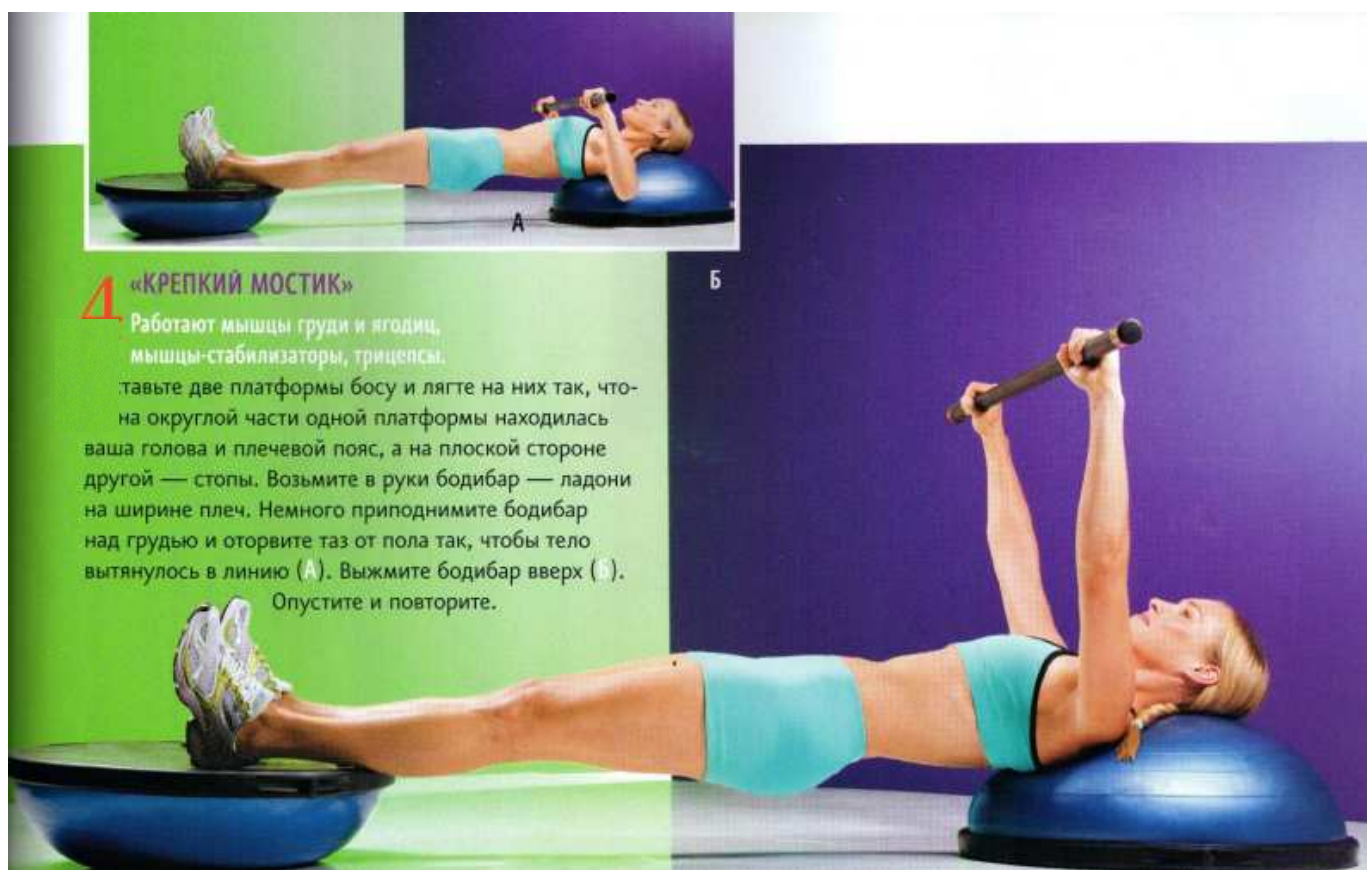 А
4
«КРЕПКИЙ МОСТИК»
Б
Работают мышцы груди и ягодиц,
мышцы-стабилизаторы, трицепсы.
тавьте две платформы босу и лягте на них так, что-
на округлой части одной платформы находилась
ваша голова и плечевой пояс, а на плоской стороне
другой — стопы. Возьмите в руки бодибар — ладони
на ширине плеч. Немного приподнимите бодибар
над грудью и оторвите таз от пола так, чтобы тело
вытянулось в линию (А). Выжмите бодибар вверх ( ).
Опустите и повторите.